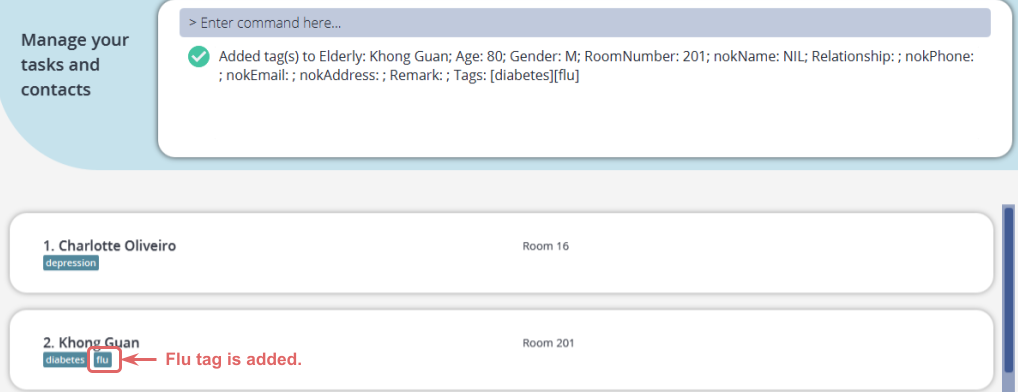 Manage your
tasks and
contacts
> Enter command here...
Added tag(s) to Elderly: Khong Guan; Age: 80; Gender: M; RoomNumber: 201; nokName: NIL; Relationship: ; nokPhone:
; nokEmail: ; nokAddress: ; Remark: ; Tags: [diabetes][flu]
1. Charlotte Oliveiro
Room 16
depression
2. Khong Guan
Room 201
diabetes flu
Flu tag is added.